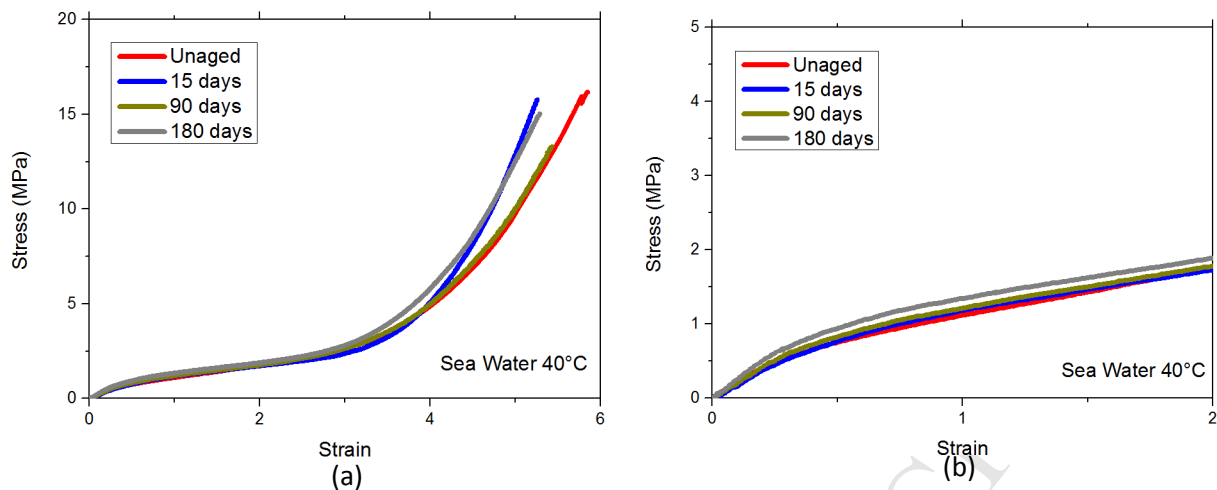 20
15
10
5
0
Stress (MPa)
Unaged
15 days
90 days
180 days
Sea Water 40°C
0
2
4
6
Strain
(a)
5
4
3
2
1
0
Stress (MPa)
Unaged
15 days
90 days
180 days
Sea Water 40°C
0
1
2
Strain
(b)